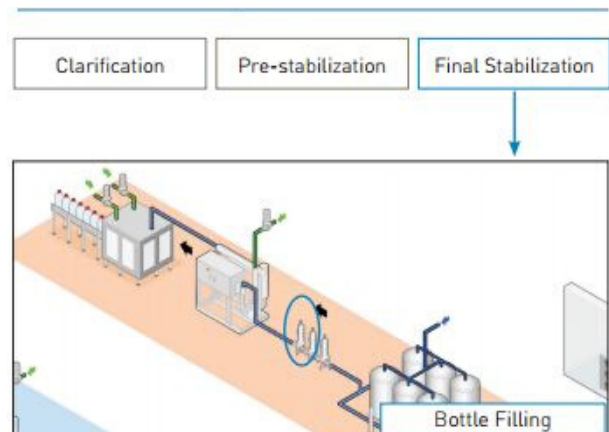 Clarification
Pre-stabilization
Final Stabilization
Bottle Filling